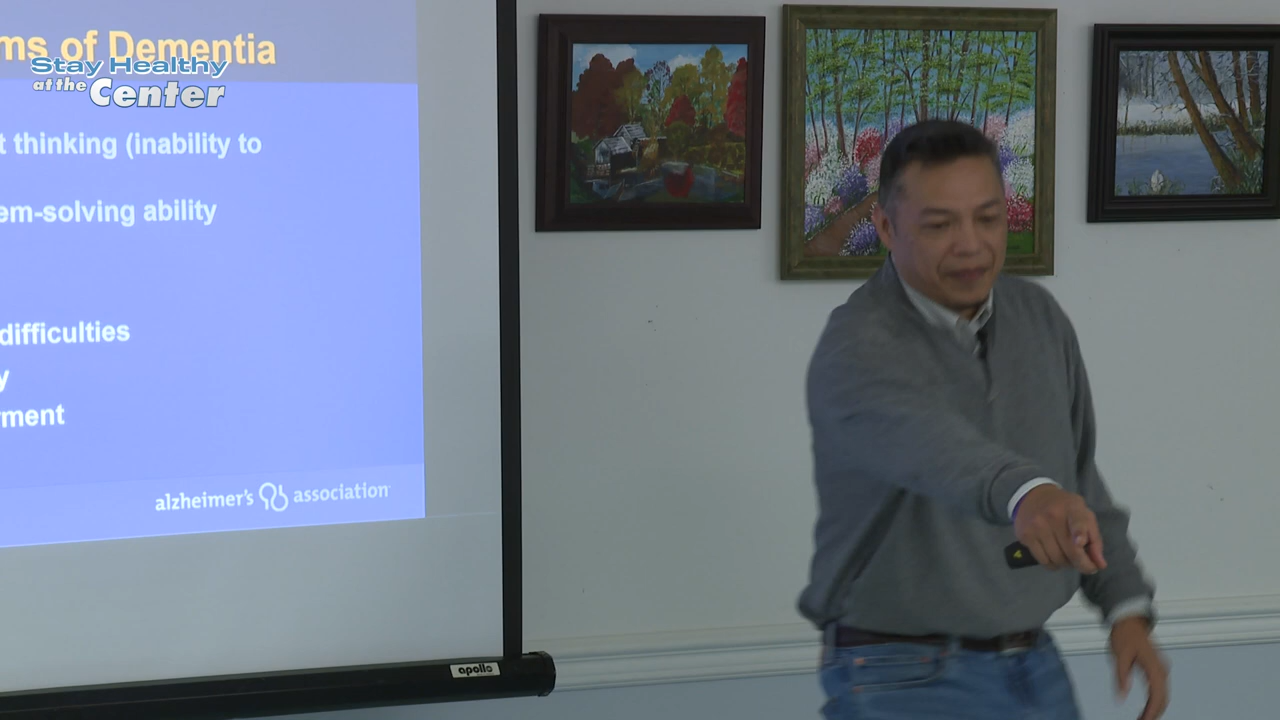 ms of Dementia
Stay Healthy
at the Center
t thinking (inability to
em-solving ability
difficulties
y
rment
alzheimer's association
apollo